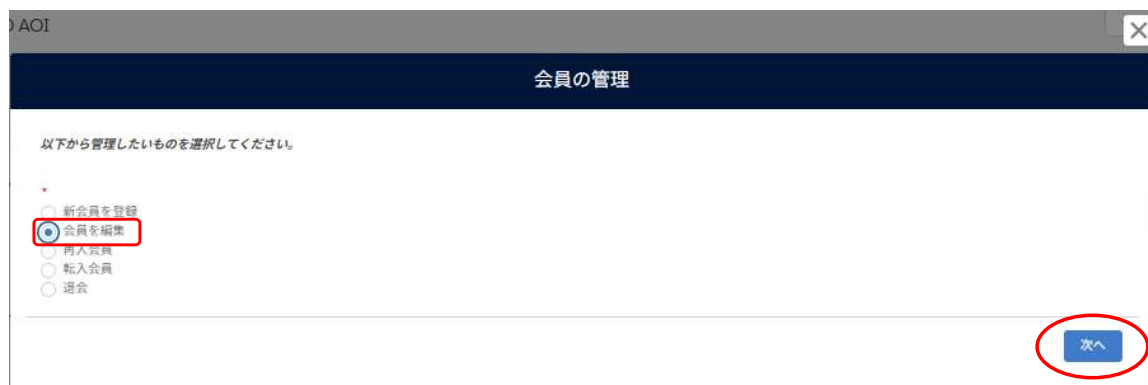 AOI
会員の管理
以下から管理したいものを選択してください。
*
新会員を登録
会員を編集
再入会員
転入会員
退会
次へ